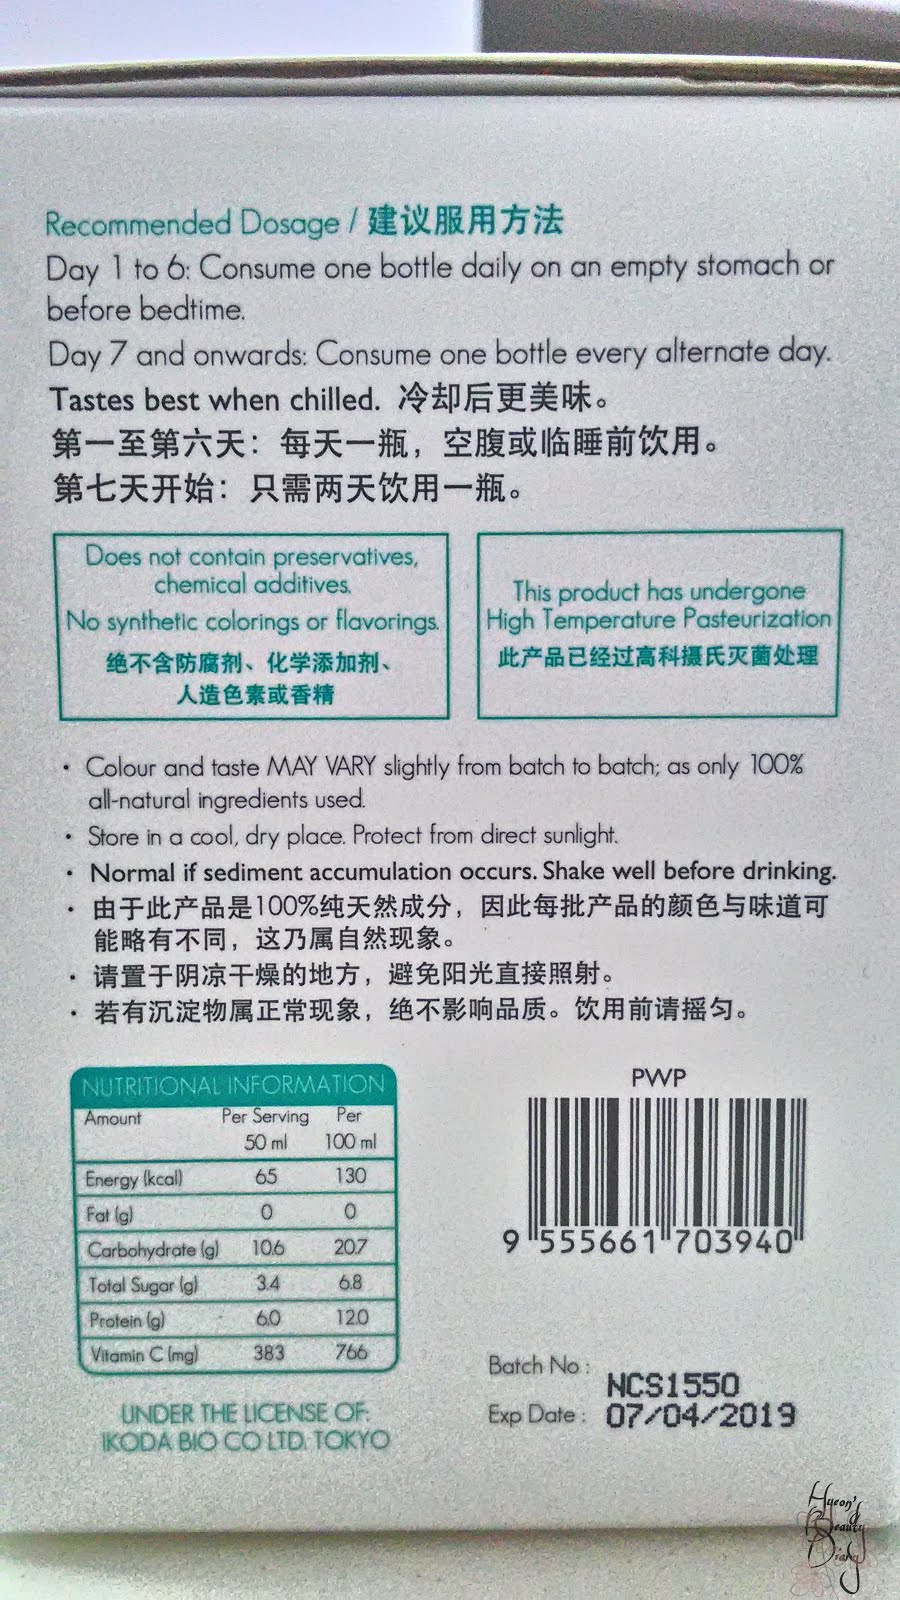 Recommended Dosage / 建议服用方法
Day 1 to 6: Consume one bottle daily on an empty stomach or
before bedtime.
Day 7 and onwards: Consume one bottle every alternate day.
Tastes best when chilled. 冷却后更美味。
第一至第六天：每天一瓶，空腹或临睡前饮用。
第七天开始：只需两天饮用一瓶。
Does not contain preservatives,
chemical additives.
No synthetic colorings or flavorings.
绝不含防腐剂、化学添加剂、
人造色素或香精
This product has undergone
High Temperature Pasteurization
此产品已经过高科摄氏灭菌处理
· Colour and taste MAY VARY slightly from batch to batch; as only 100%
all-natural ingredients used.
· Store in a cool, dry place. Protect from direct sunlight.
· Normal if sediment accumulation occurs. Shake well before drinking.
· 由于此产品是100%纯天然成分，因此每批产品的颜色与味道可
能略有不同，这乃属自然现象。
· 请置于阴凉干燥的地方，避免阳光直接照射。
· 若有沉淀物属正常现象，绝不影响品质。饮用前请摇匀。
NUTRITIONAL INFORMATION
Amount Per Serving 50 ml Per 100 ml
Energy (kcal) 65 130
Fat (g) 0 0
Carbohydrate (g) 10.6 20.7
Total Sugar (g) 3.4 6.8
Protein (g) 6.0 12.0
Vitamin C (mg) 383 766
UNDER THE LICENSE OF:
IKODA BIO CO LTD. TOKYO
PWP
9 555661 703940
Batch No : NCS1550
Exp Date : 07/04/2019
Hyeon's
Beauty
Diary